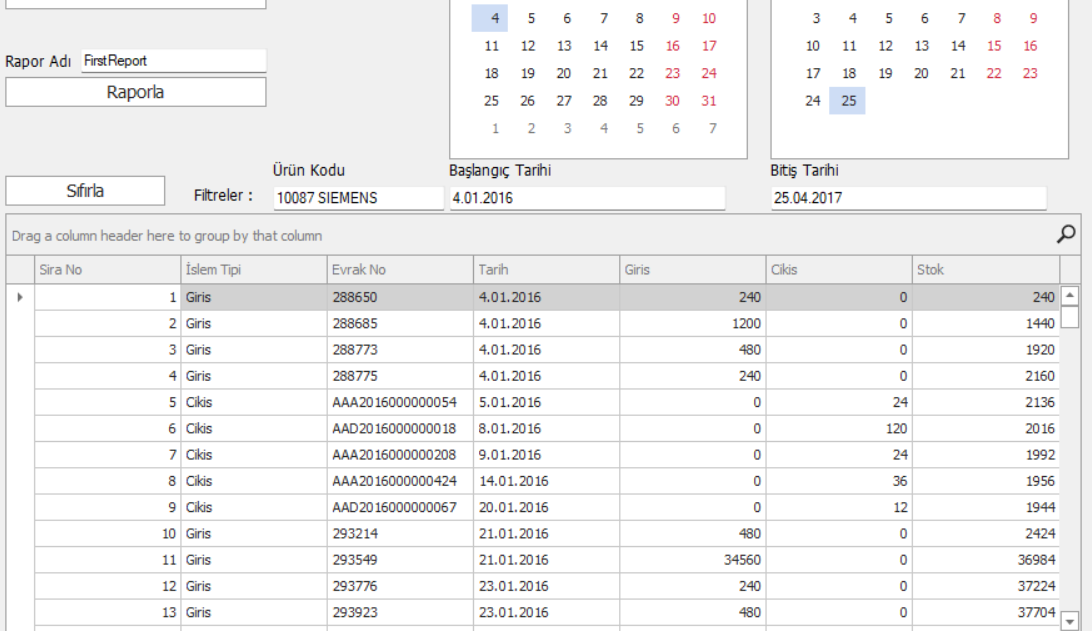 4 5 6 7 8 9 10
11 12 13 14 15 16 17
18 19 20 21 22 23 24
25 26 27 28 29 30 31
1 2 3 4 5 6 7
3 4 5 6 7 8 9
10 11 12 13 14 15 16
17 18 19 20 21 22 23
24 25
Rapor Adı FirstReport
Raporla
Ürün Kodu Başlangıç Tarihi Bitiş Tarihi
Sıfırla Filtreler : 10087 SIEMENS 4.01.2016 25.04.2017
Drag a column header here to group by that column
Sira No İslem Tipi Evrak No Tarih Giris Cikis Stok
1 Giris 288650 4.01.2016 240 0 240
2 Giris 288685 4.01.2016 1200 0 1440
3 Giris 288773 4.01.2016 480 0 1920
4 Giris 288775 4.01.2016 240 0 2160
5 Cikis AAA2016000000054 5.01.2016 0 24 2136
6 Cikis AAD2016000000018 8.01.2016 0 120 2016
7 Cikis AAA2016000000208 9.01.2016 0 24 1992
8 Cikis AAA2016000000424 14.01.2016 0 36 1956
9 Cikis AAD2016000000067 20.01.2016 0 12 1944
10 Giris 293214 21.01.2016 480 0 2424
11 Giris 293549 21.01.2016 34560 0 36984
12 Giris 293776 23.01.2016 240 0 37224
13 Giris 293923 23.01.2016 480 0 37704